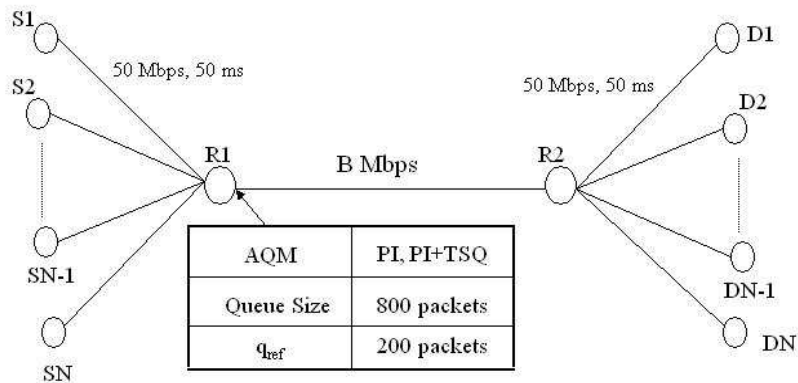 S1
D1
50 Mbps, 50 ms
50 Mbps, 50 ms
S2
D2
R1
B Mbps
R2
AQM PI, PI+TSQ
SN-1
Queue Size 800 packets
DN-1
qref 200 packets
SN
DN